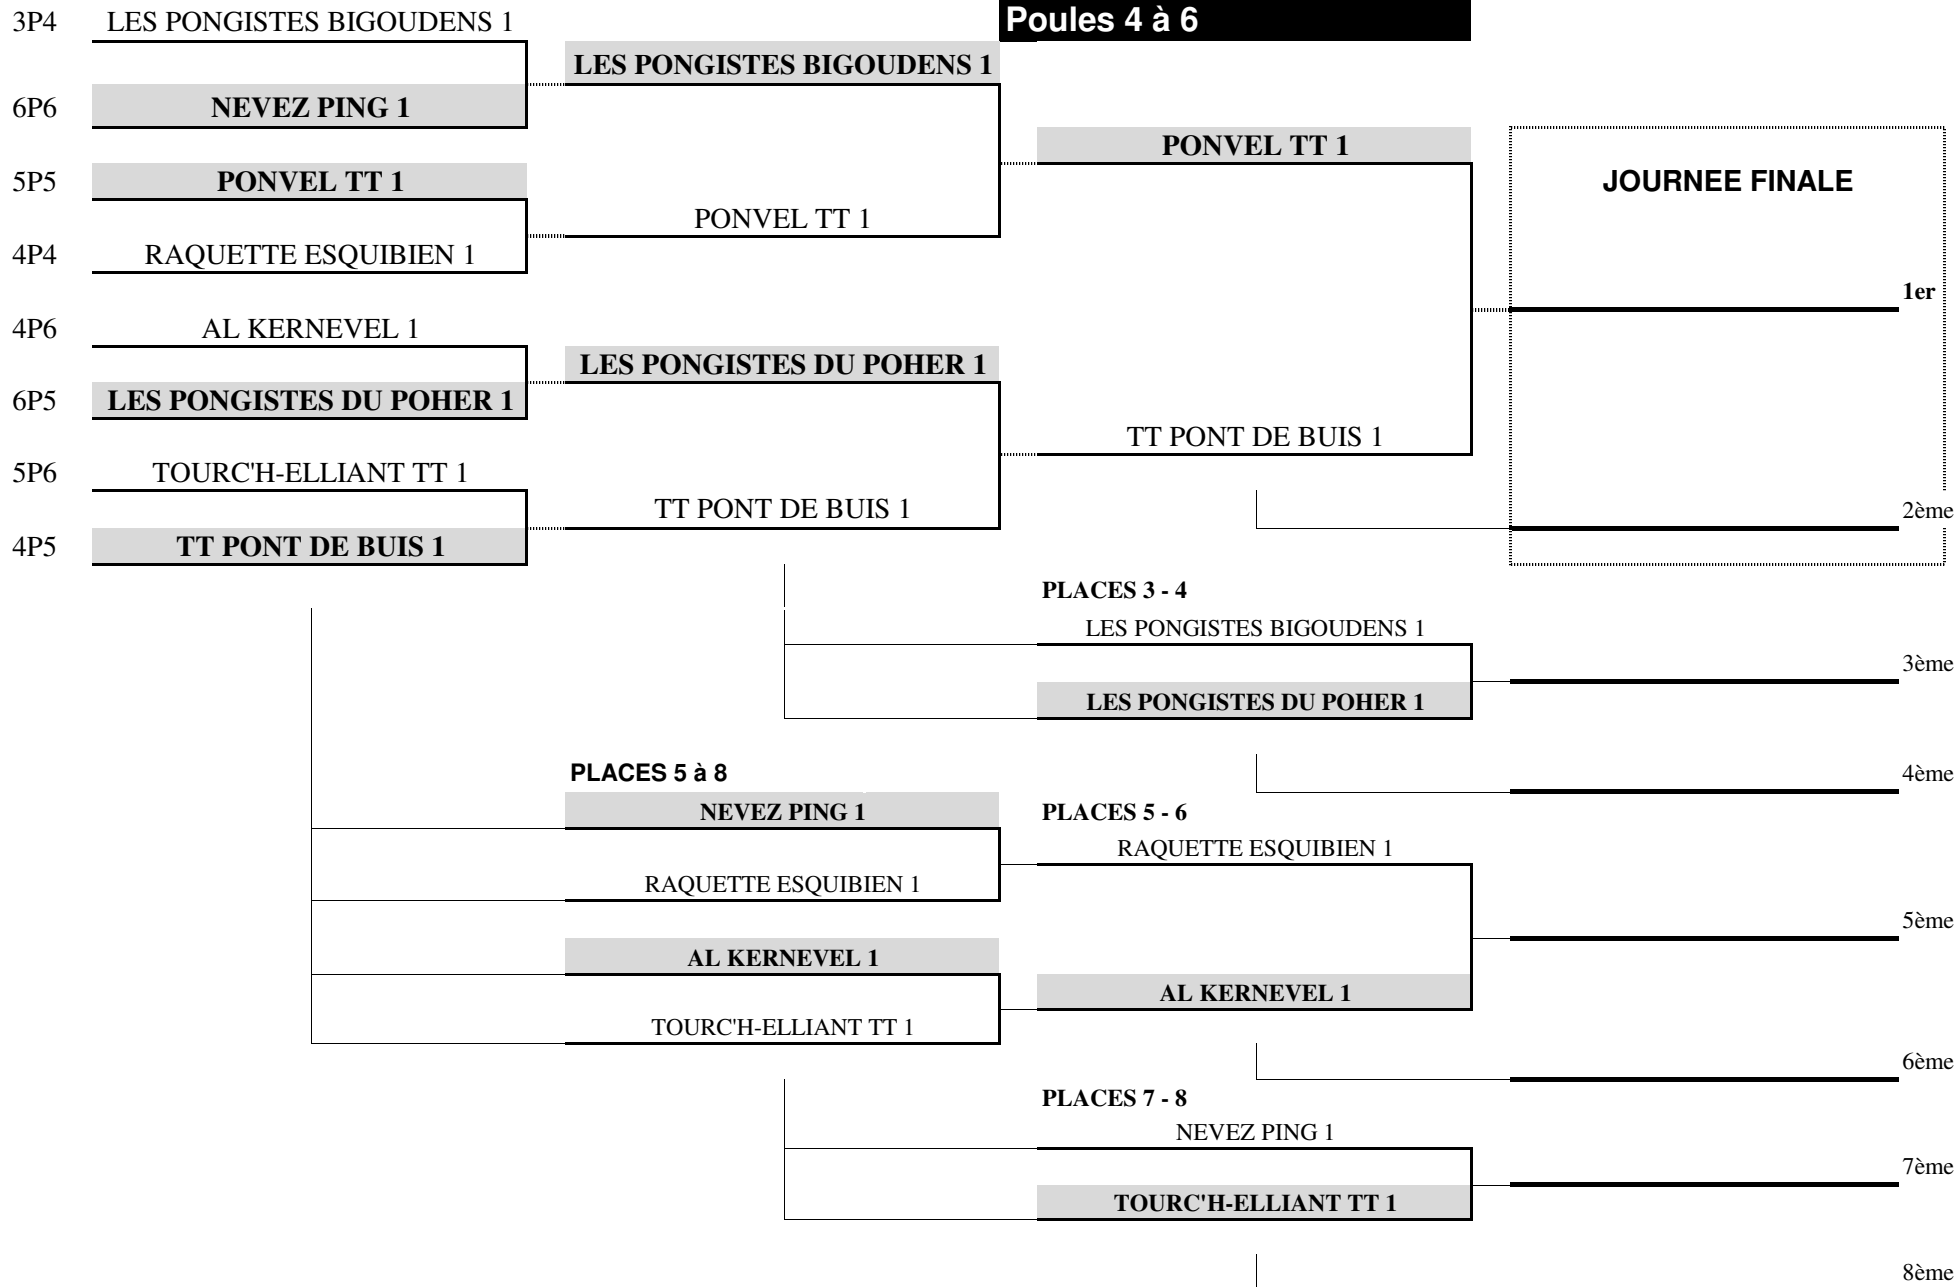 Poules 4 à 6
3P4 LES PONGISTES BIGOUDENS 1
LES PONGISTES BIGOUDENS 1
6P6 NEVEZ PING 1
PONVEL TT 1
5P5 PONVEL TT 1
JOURNEE FINALE
PONVEL TT 1
4P4 RAQUETTE ESQUIBIEN 1
1er
4P6 AL KERNEVEL 1
LES PONGISTES DU POHER 1
6P5 LES PONGISTES DU POHER 1
TT PONT DE BUIS 1
5P6 TOURC'H-ELLIANT TT 1
TT PONT DE BUIS 1
2ème
4P5 TT PONT DE BUIS 1
PLACES 3 - 4
LES PONGISTES BIGOUDENS 1
3ème
LES PONGISTES DU POHER 1
PLACES 5 à 8
4ème
NEVEZ PING 1
PLACES 5 - 6
RAQUETTE ESQUIBIEN 1
RAQUETTE ESQUIBIEN 1
5ème
AL KERNEVEL 1
AL KERNEVEL 1
TOURC'H-ELLIANT TT 1
6ème
PLACES 7 - 8
NEVEZ PING 1
7ème
TOURC'H-ELLIANT TT 1
8ème